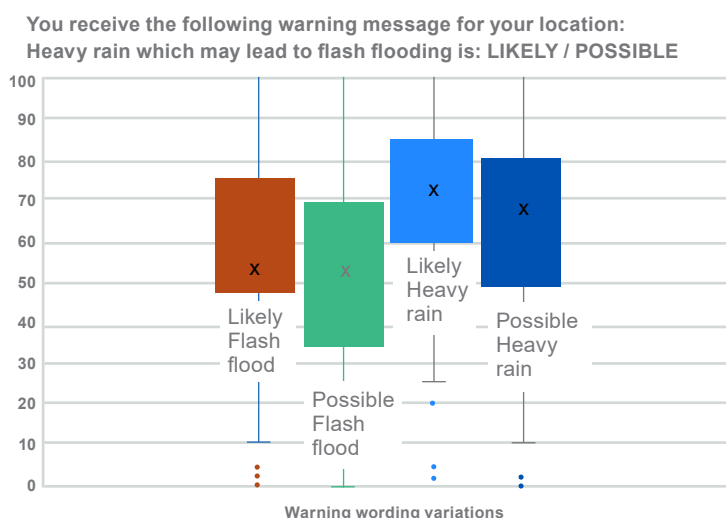 You receive the following warning message for your location:
Heavy rain which may lead to flash flooding is: LIKELY / POSSIBLE
100
90
80
70
60
50
40
30
20
10
0
x
x
x
x
Likely
Flash
flood
Possible
Flash
flood
Likely
Heavy
rain
Possible
Heavy
rain
Warning wording variations